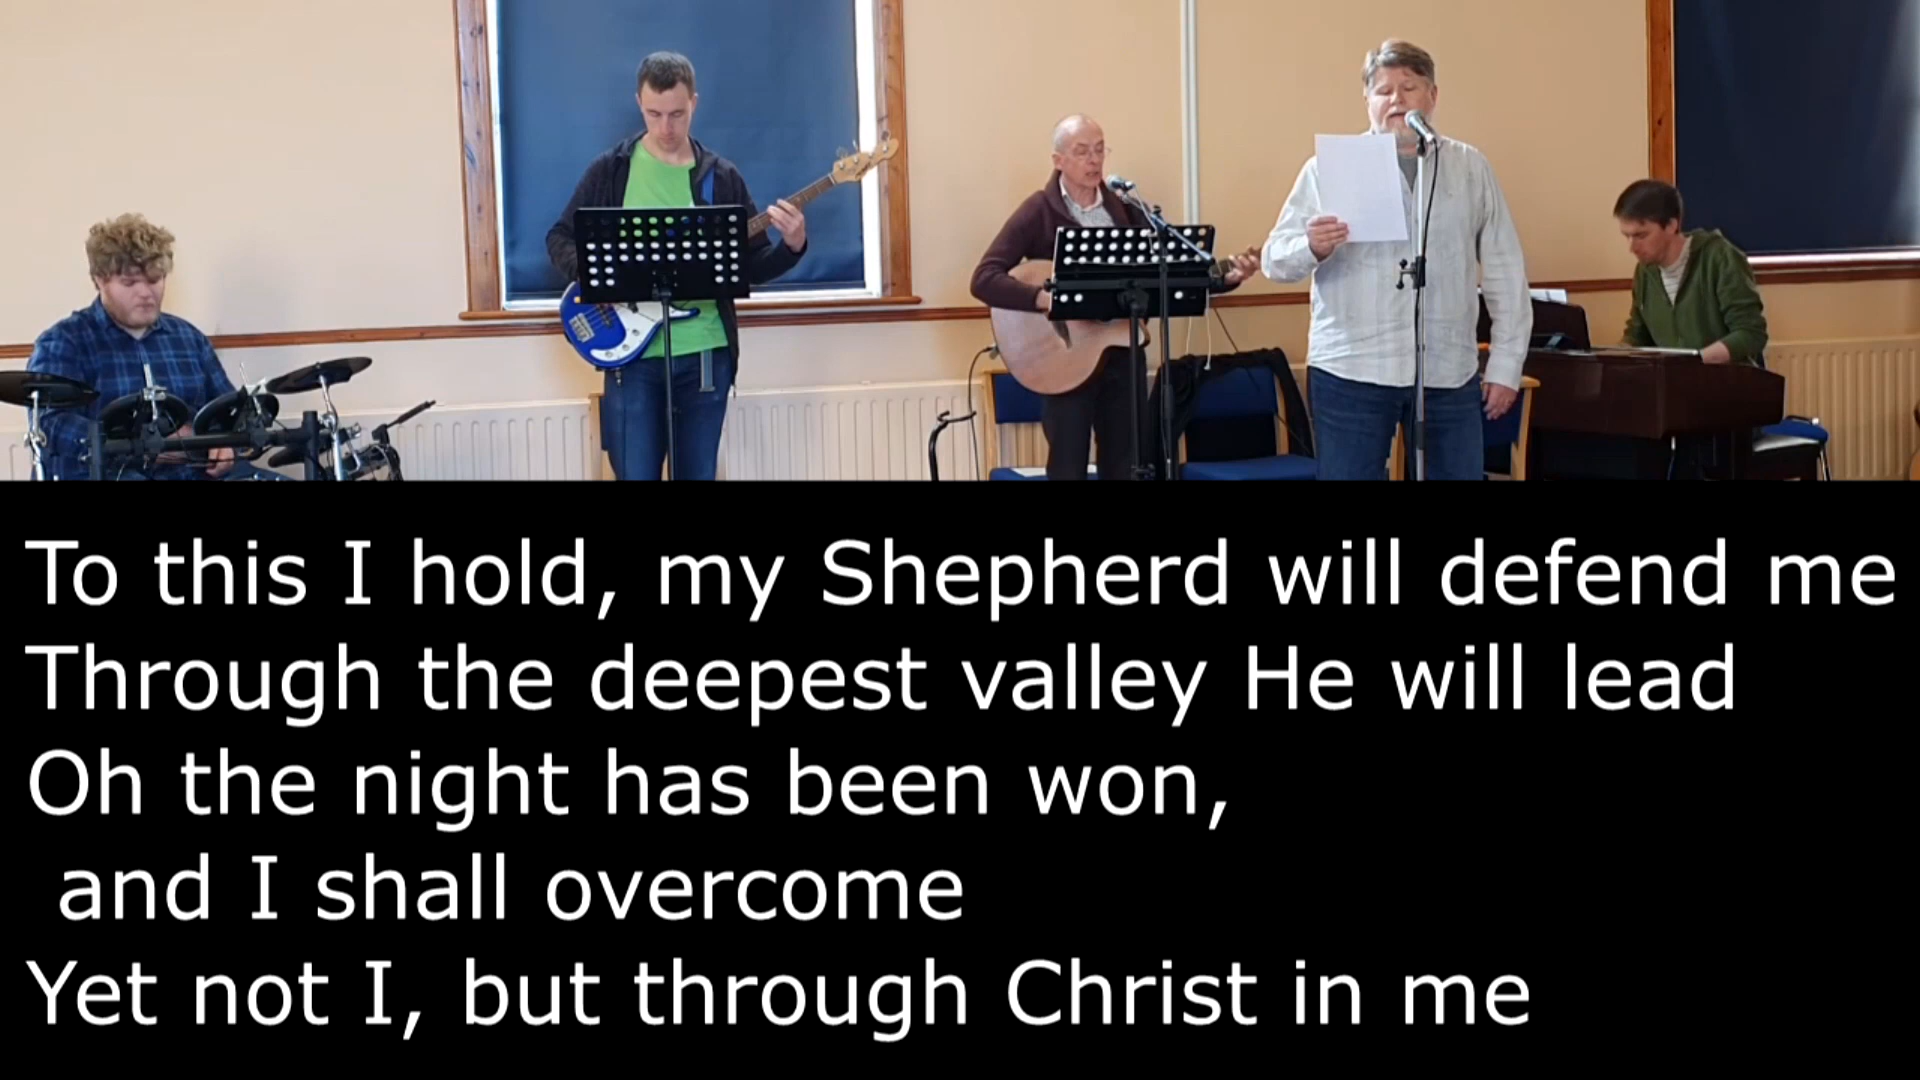 To this I hold, my Shepherd will defend me
Through the deepest valley He will lead
Oh the night has been won,
and I shall overcome
Yet not I, but through Christ in me